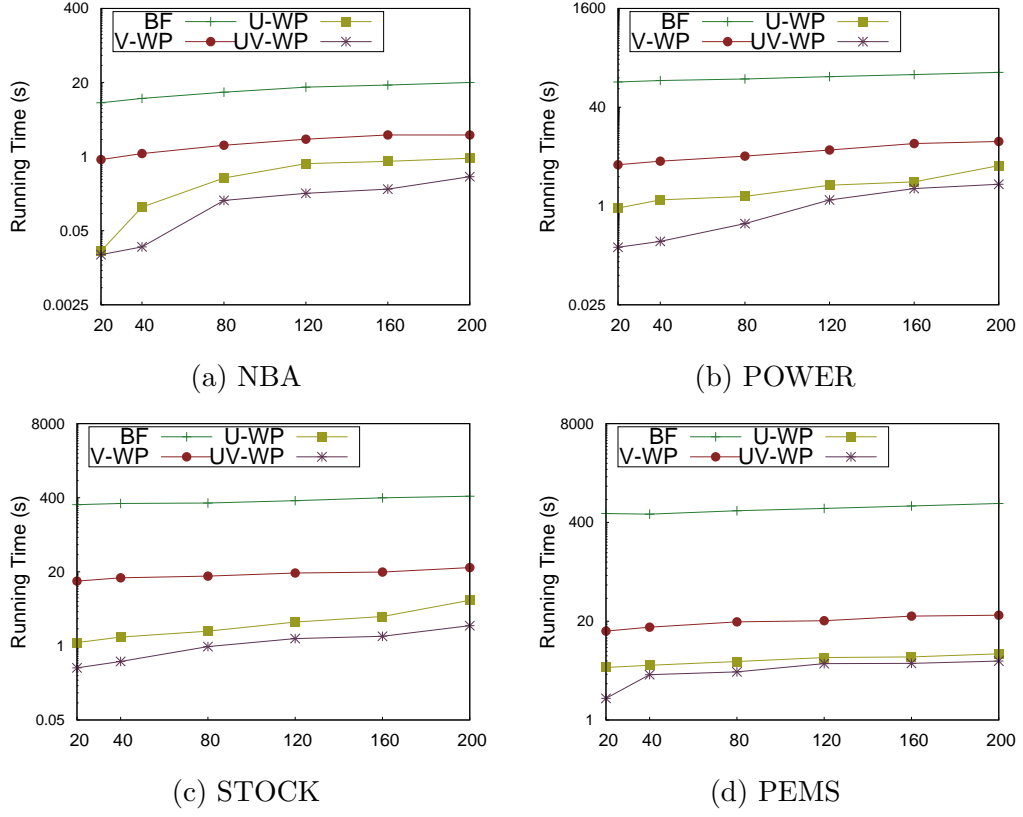 400
20
1
0.05
0.0025
Running Time (s)
BF U-WP
V-WP UV-WP
20 40 80 120 160 200
(a) NBA
1600
40
1
0.025
Running Time (s)
BF U-WP
V-WP UV-WP
20 40 80 120 160 200
(b) POWER
8000
400
20
1
0.05
Running Time (s)
BF U-WP
V-WP UV-WP
20 40 80 120 160 200
(c) STOCK
8000
400
20
1
Running Time (s)
BF U-WP
V-WP UV-WP
20 40 80 120 160 200
(d) PEMS